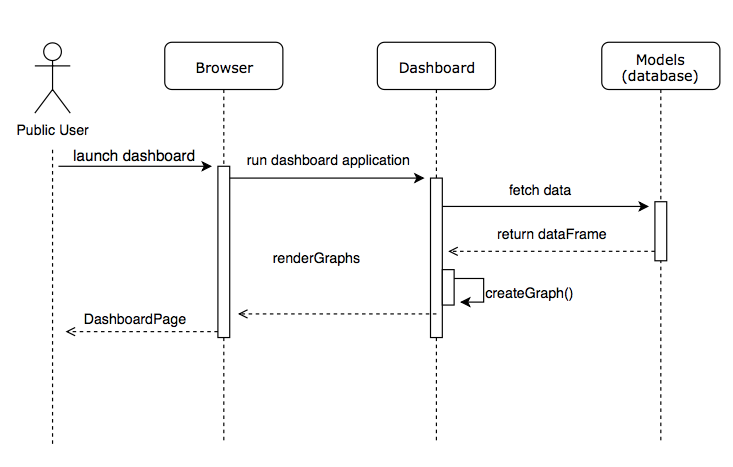 Public User
Browser
Dashboard
Models
(database)
launch dashboard
run dashboard application
fetch data
return dataFrame
renderGraphs
createGraph()
DashboardPage